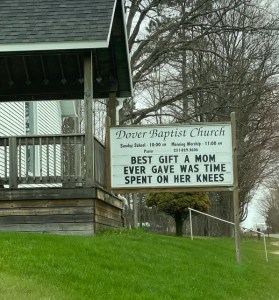 Dover Baptist Church
Sunday School - 10:00 AM Morning Worship - 11:00 AM
BEST GIFT A MOM
EVER GAVE WAS TIME
SPENT ON HER KNEES